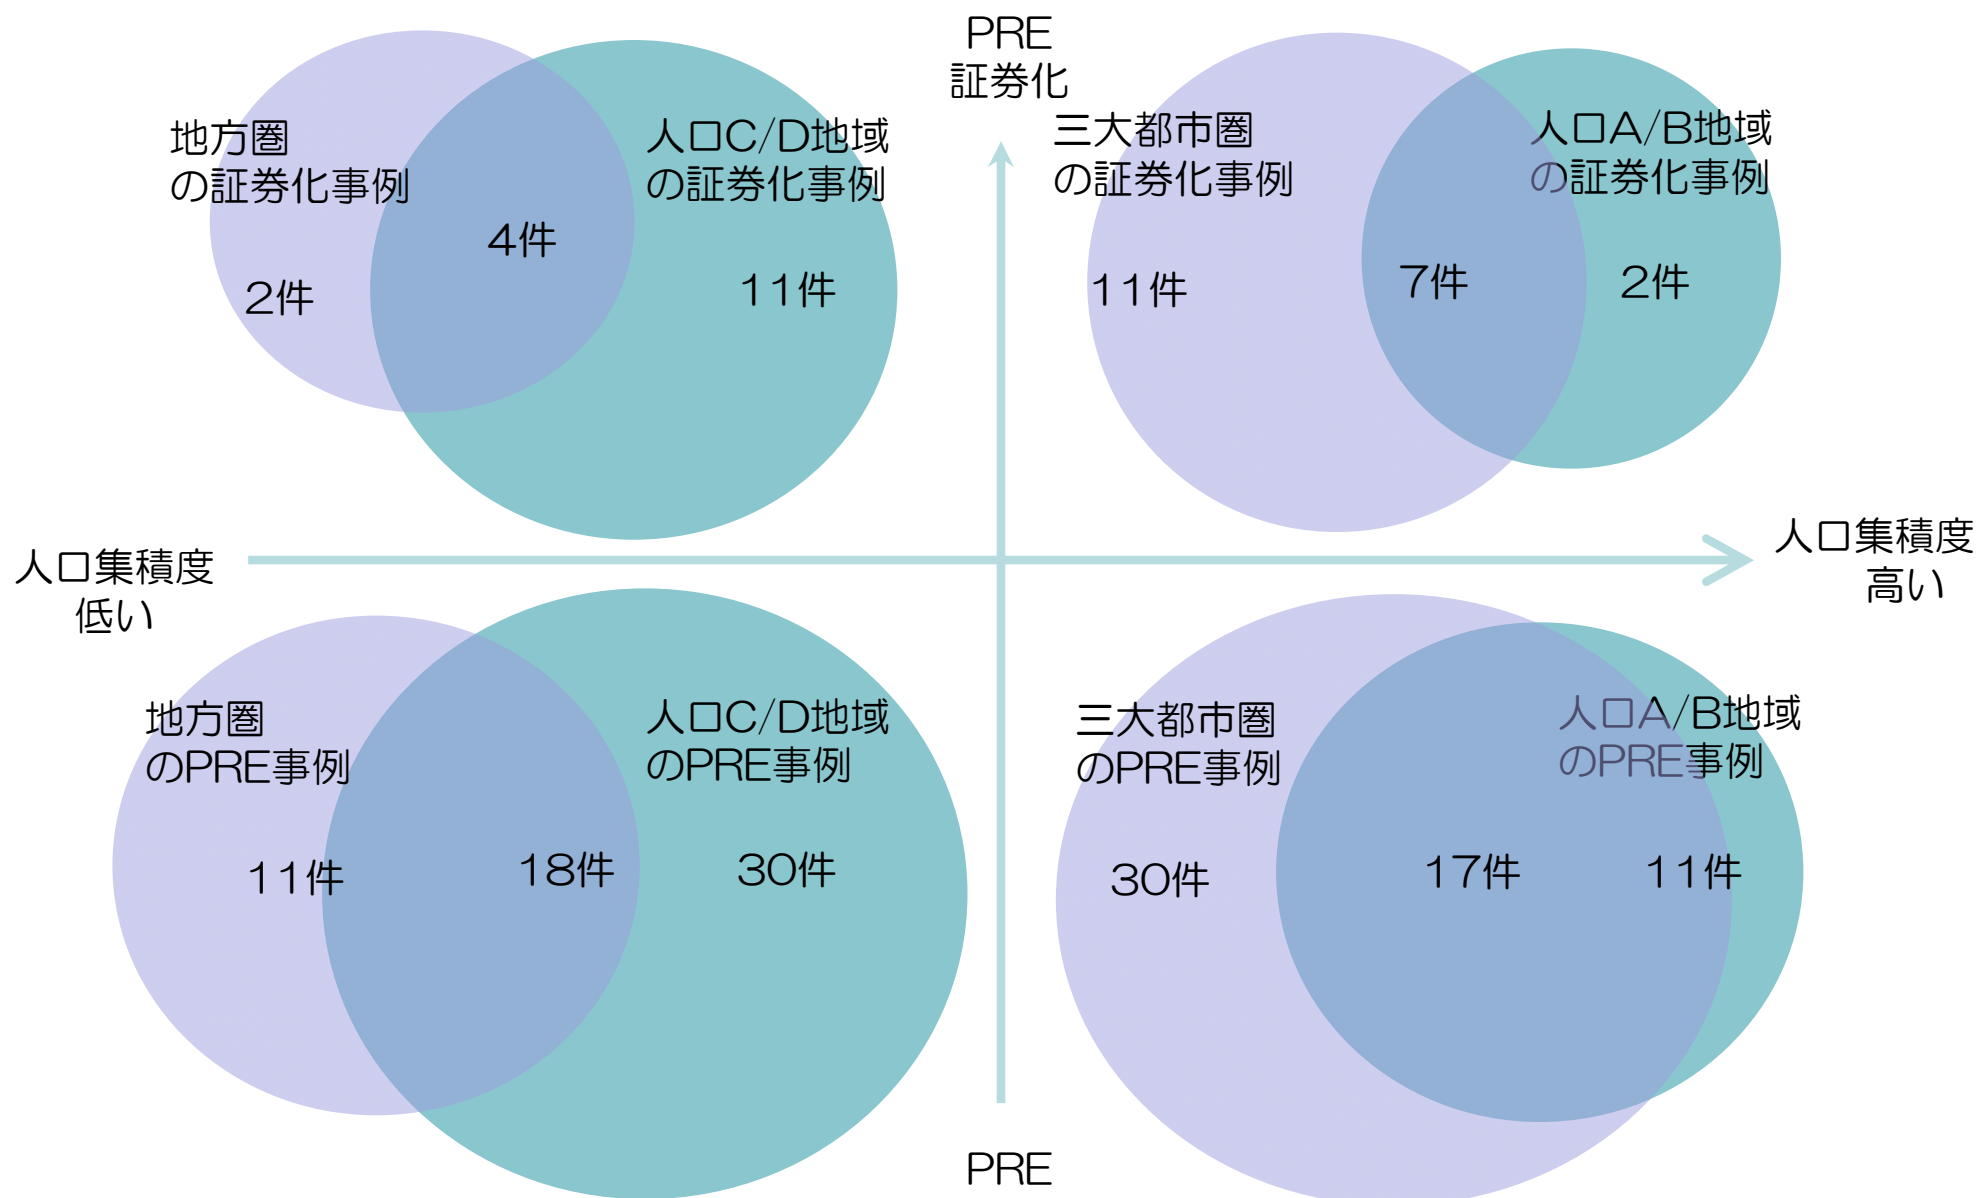 PRE
証券化
地方圏
の証券化事例
人口C/D地域
の証券化事例
2件
4件
11件
三大都市圏
の証券化事例
人口A/B地域
の証券化事例
11件
7件
2件
人口集積度
低い
人口集積度
高い
地方圏
のPRE事例
人口C/D地域
のPRE事例
11件
18件
30件
三大都市圏
のPRE事例
人口A/B地域
のPRE事例
30件
17件
11件
PRE